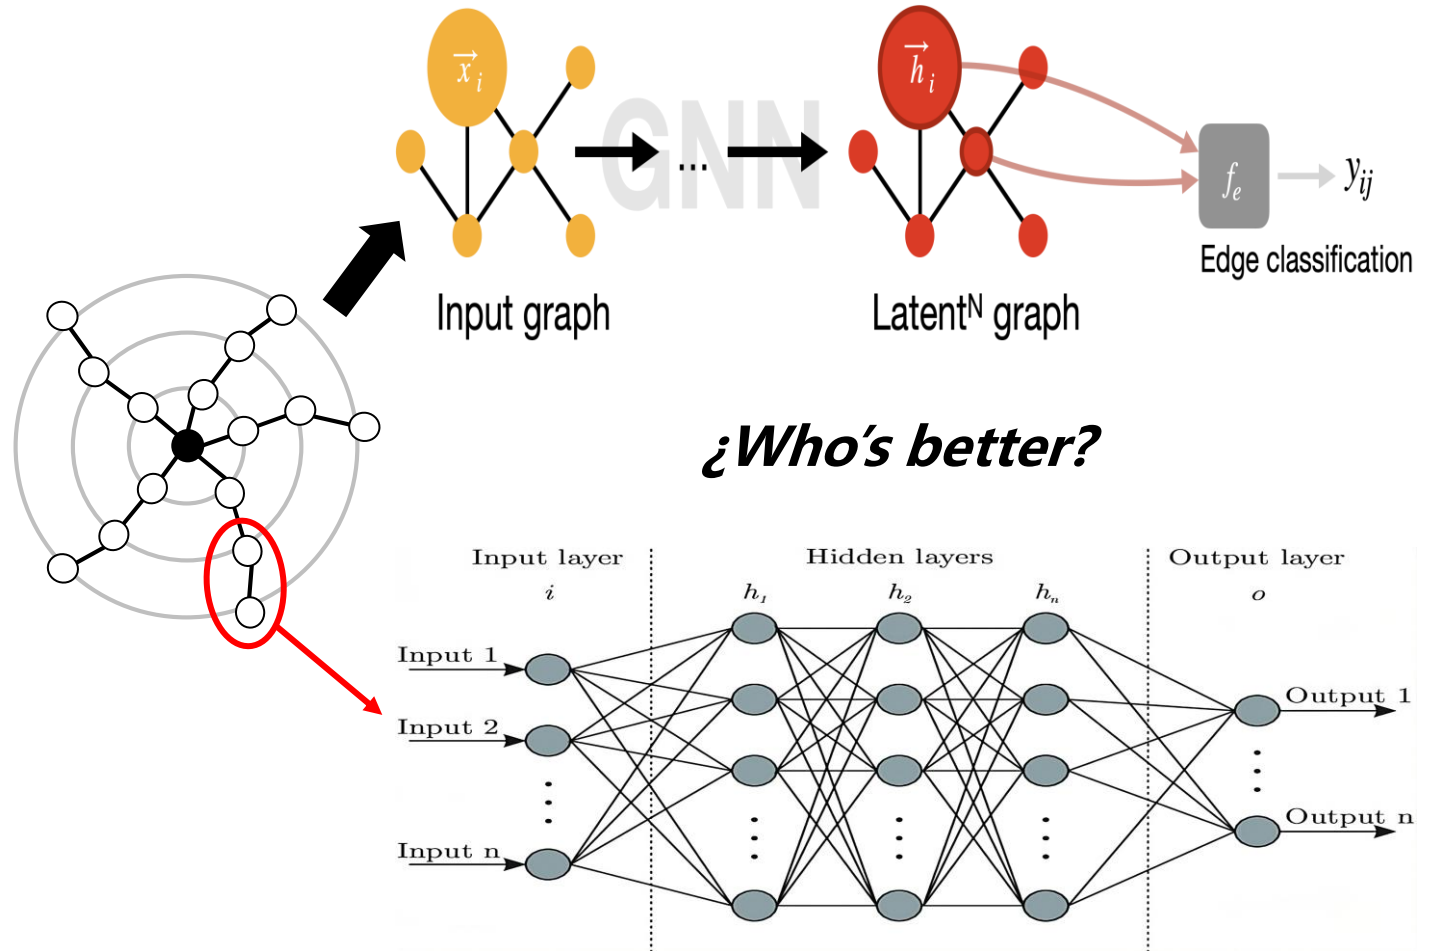 x⃗ i
h⃗ i
GNN
...
fe
yij
Edge classification
Input graph
Latentᴺ graph
¿Who's better?
Input layer
Hidden layers
Output layer
i
h1
h2
hn
o
Input 1
Input 2
Input n
Output 1
Output n